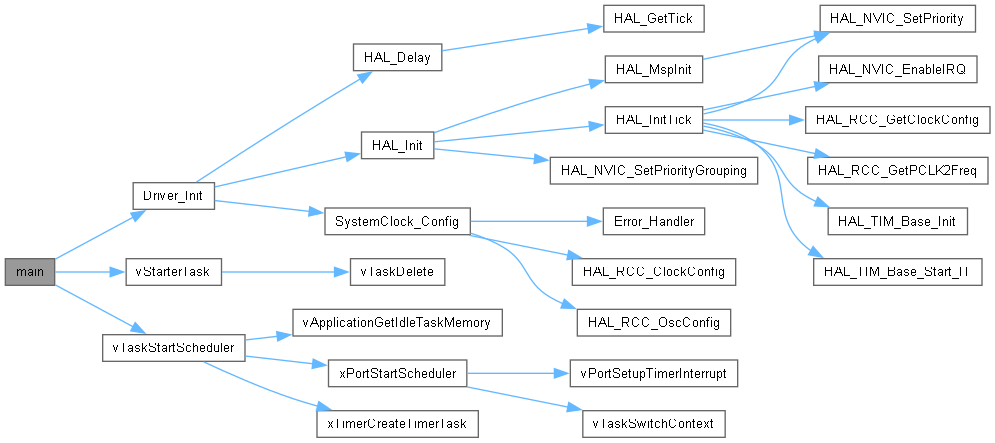 main
Driver_Init
HAL_Delay
HAL_GetTick
HAL_Init
HAL_MspInit
HAL_NVIC_SetPriority
HAL_InitTick
HAL_NVIC_EnableIRQ
HAL_RCC_GetClockConfig
HAL_RCC_GetPCLK2Freq
HAL_TIM_Base_Init
HAL_TIM_Base_Start_IT
HAL_NVIC_SetPriorityGrouping
SystemClock_Config
Error_Handler
HAL_RCC_ClockConfig
HAL_RCC_OscConfig
vStarterTask
vTaskDelete
vTaskStartScheduler
vApplicationGetIdleTaskMemory
xPortStartScheduler
vPortSetupTimerInterrupt
vTaskSwitchContext
xTimerCreateTimerTask